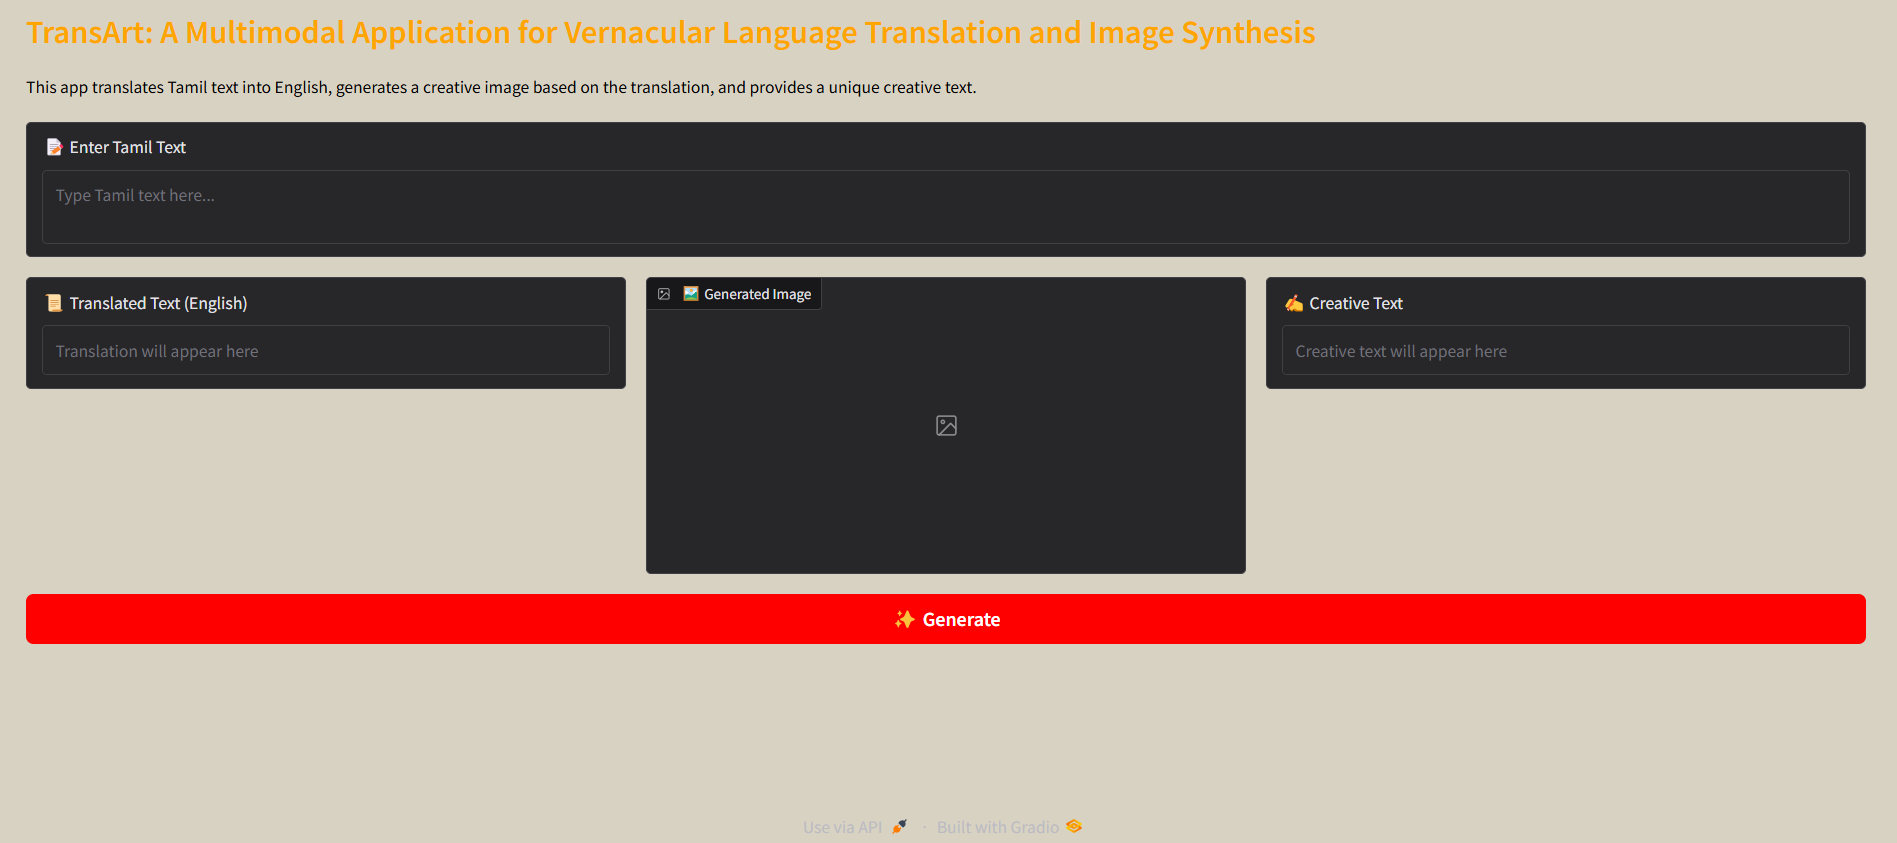 TransArt: A Multimodal Application for Vernacular Language Translation and Image Synthesis
This app translates Tamil text into English, generates a creative image based on the translation, and provides a unique creative text.
📝 Enter Tamil Text
Type Tamil text here...
📜 Translated Text (English)
Translation will appear here
🖼️ Generated Image
✍️ Creative Text
Creative text will appear here
✨ Generate
Use via API 🚀 · Built with Gradio